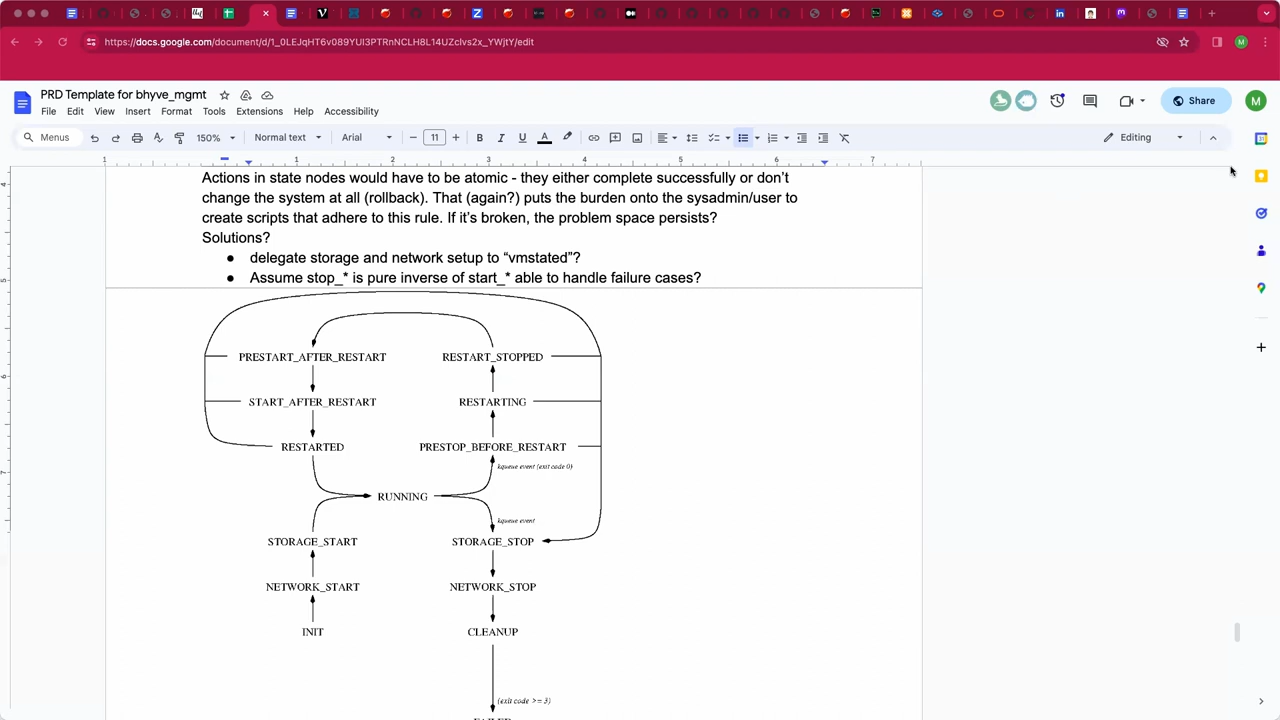 https://docs.google.com/document/d/1_0LEJqHT6v089YUI3PTRnNCLH8L14UZclvs2x_YWjtY/edit
PRD Template for bhyve_mgmt
File Edit View Insert Format Tools Extensions Help Accessibility
Share
M
Menus
150%
Normal text
Arial
11
Editing
Actions in state nodes would have to be atomic - they either complete successfully or don't
change the system at all (rollback). That (again?) puts the burden onto the sysadmin/user to
create scripts that adhere to this rule. If it's broken, the problem space persists?
Solutions?
● delegate storage and network setup to “vmstated”?
● Assume stop_* is pure inverse of start_* able to handle failure cases?
PRESTART_AFTER_RESTART
RESTART_STOPPED
START_AFTER_RESTART
RESTARTING
RESTARTED
PRESTOP_BEFORE_RESTART
kqueue event (exit code 0)
RUNNING
kqueue event
STORAGE_START
STORAGE_STOP
NETWORK_START
NETWORK_STOP
INIT
CLEANUP
(exit code >= 3)